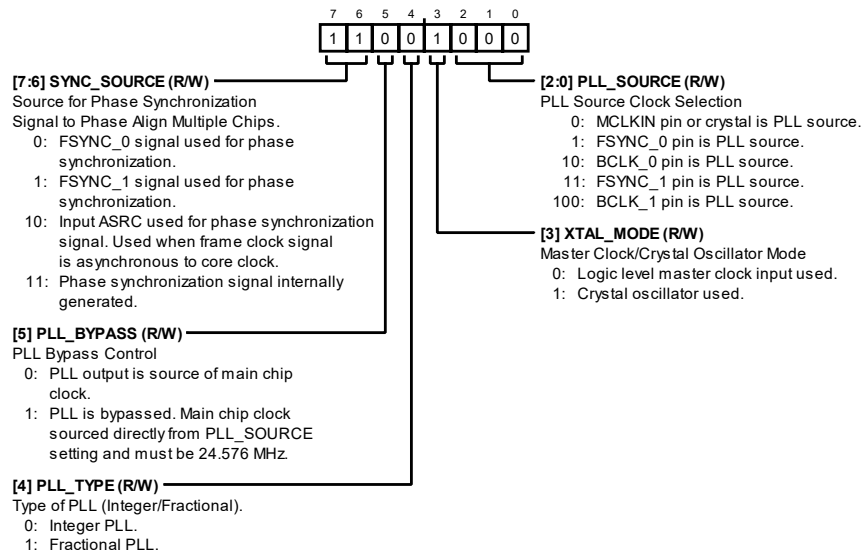 7 6 5 4 3 2 1 0
1 1 0 0 1 0 0 0
[7:6] SYNC_SOURCE (R/W)
Source for Phase Synchronization
Signal to Phase Align Multiple Chips.
0: FSYNC_0 signal used for phase
synchronization.
1: FSYNC_1 signal used for phase
synchronization.
10: Input ASRC used for phase synchronization
signal. Used when frame clock signal
is asynchronous to core clock.
11: Phase synchronization signal internally
generated.
[5] PLL_BYPASS (R/W)
PLL Bypass Control
0: PLL output is source of main chip
clock.
1: PLL is bypassed. Main chip clock
sourced directly from PLL_SOURCE
setting and must be 24.576 MHz.
[4] PLL_TYPE (R/W)
Type of PLL (Integer/Fractional).
0: Integer PLL.
1: Fractional PLL.
[2:0] PLL_SOURCE (R/W)
PLL Source Clock Selection
0: MCLKIN pin or crystal is PLL source.
1: FSYNC_0 pin is PLL source.
10: BCLK_0 pin is PLL source.
11: FSYNC_1 pin is PLL source.
100: BCLK_1 pin is PLL source.
[3] XTAL_MODE (R/W)
Master Clock/Crystal Oscillator Mode
0: Logic level master clock input used.
1: Crystal oscillator used.